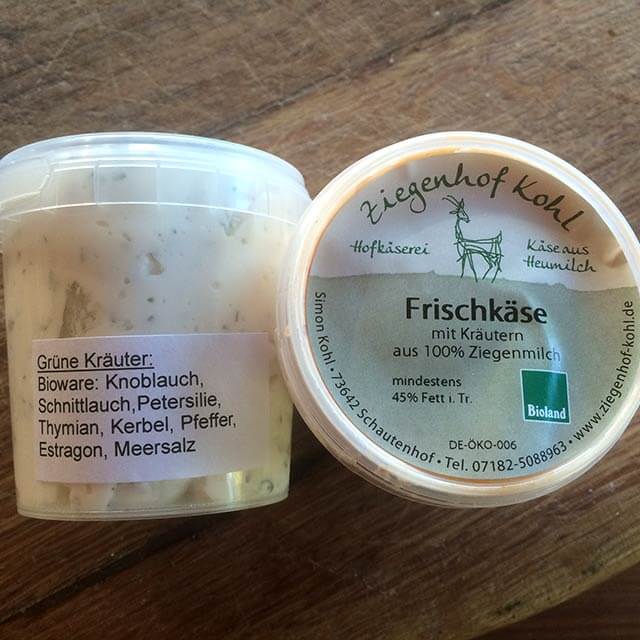 Grüne Kräuter:
Bioware: Knoblauch,
Schnittlauch,Petersilie,
Thymian, Kerbel, Pfeffer,
Estragon, Meersalz
Ziegenhof Kohl
Hofkäserei
Käse aus
Heumilch
Frischkäse
mit Kräutern
aus 100% Ziegenmilch
mindestens
45% Fett i. Tr.
Bioland
DE-ÖKO-006
Simon Kohl • 73642 Schautenhof • Tel. 07182-5088963 • www.ziegenhof-kohl.de